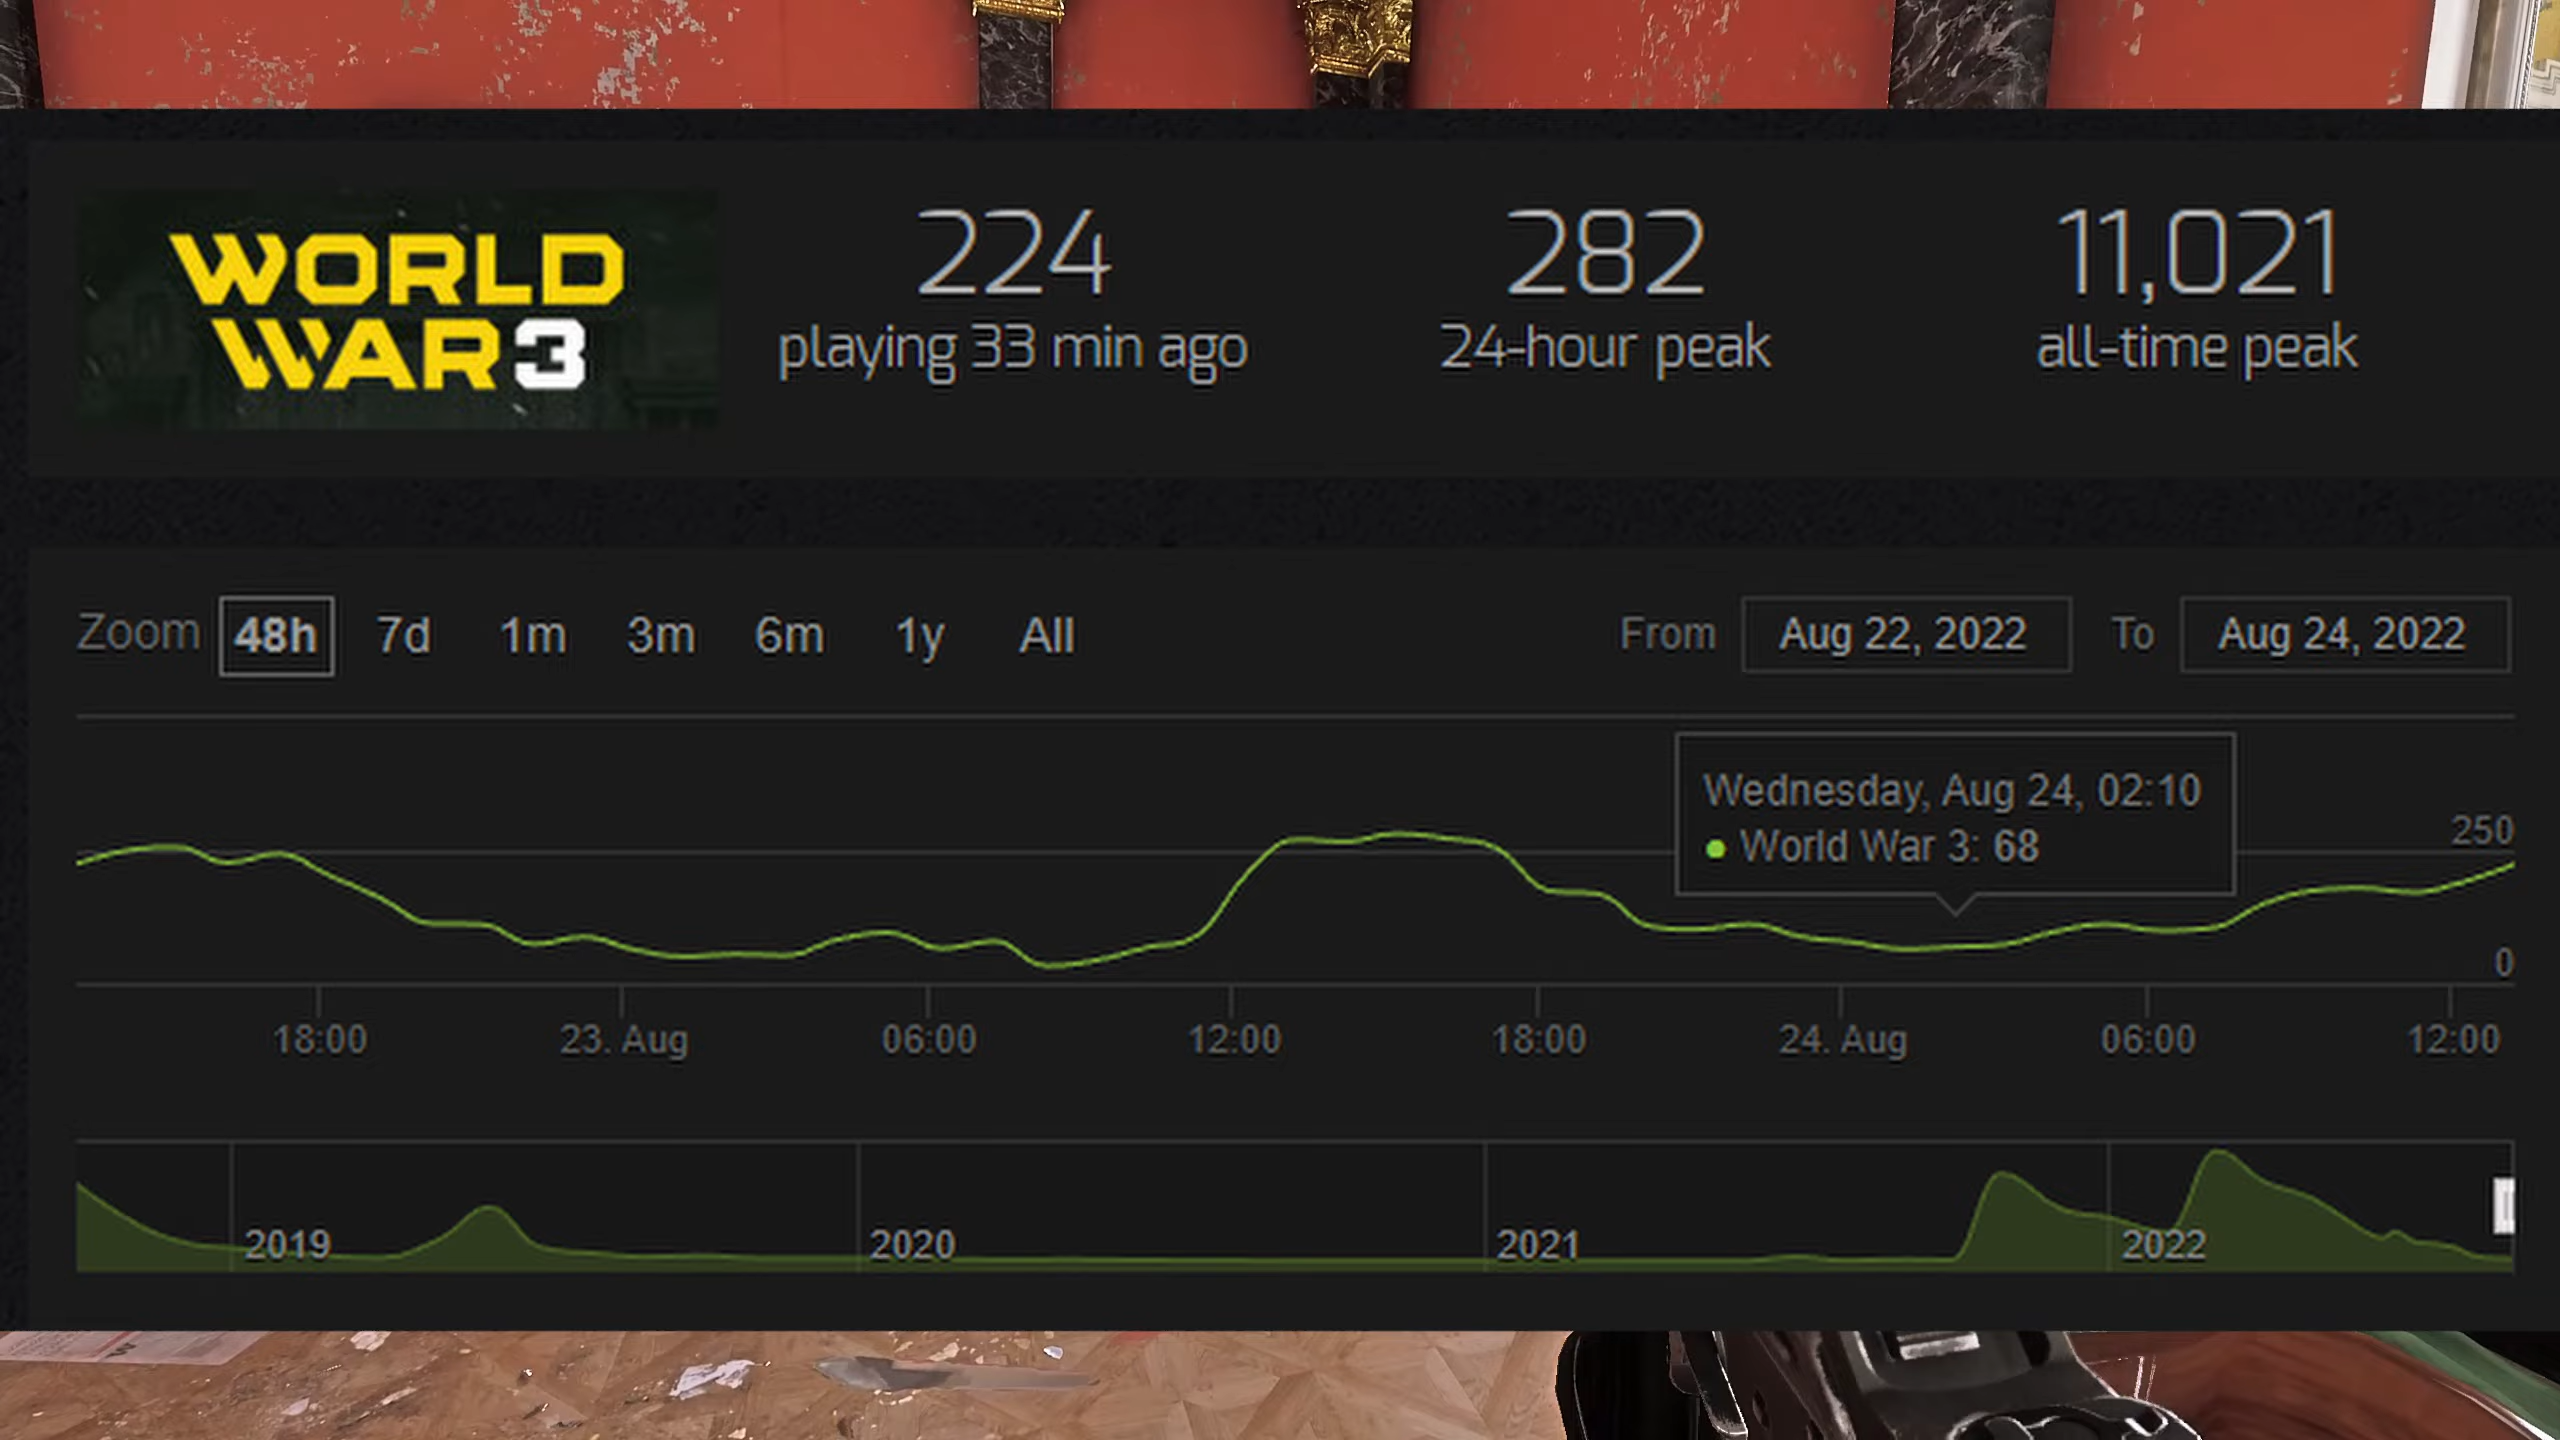 WORLD
WAR 3
224
playing 33 min ago
282
24-hour peak
11,021
all-time peak
Zoom 48h 7d 1m 3m 6m 1y All
From Aug 22, 2022 To Aug 24, 2022
Wednesday, Aug 24, 02:10
World War 3: 68
250
0
18:00 23. Aug 06:00 12:00 18:00 24. Aug 06:00 12:00
2019 2020 2021 2022